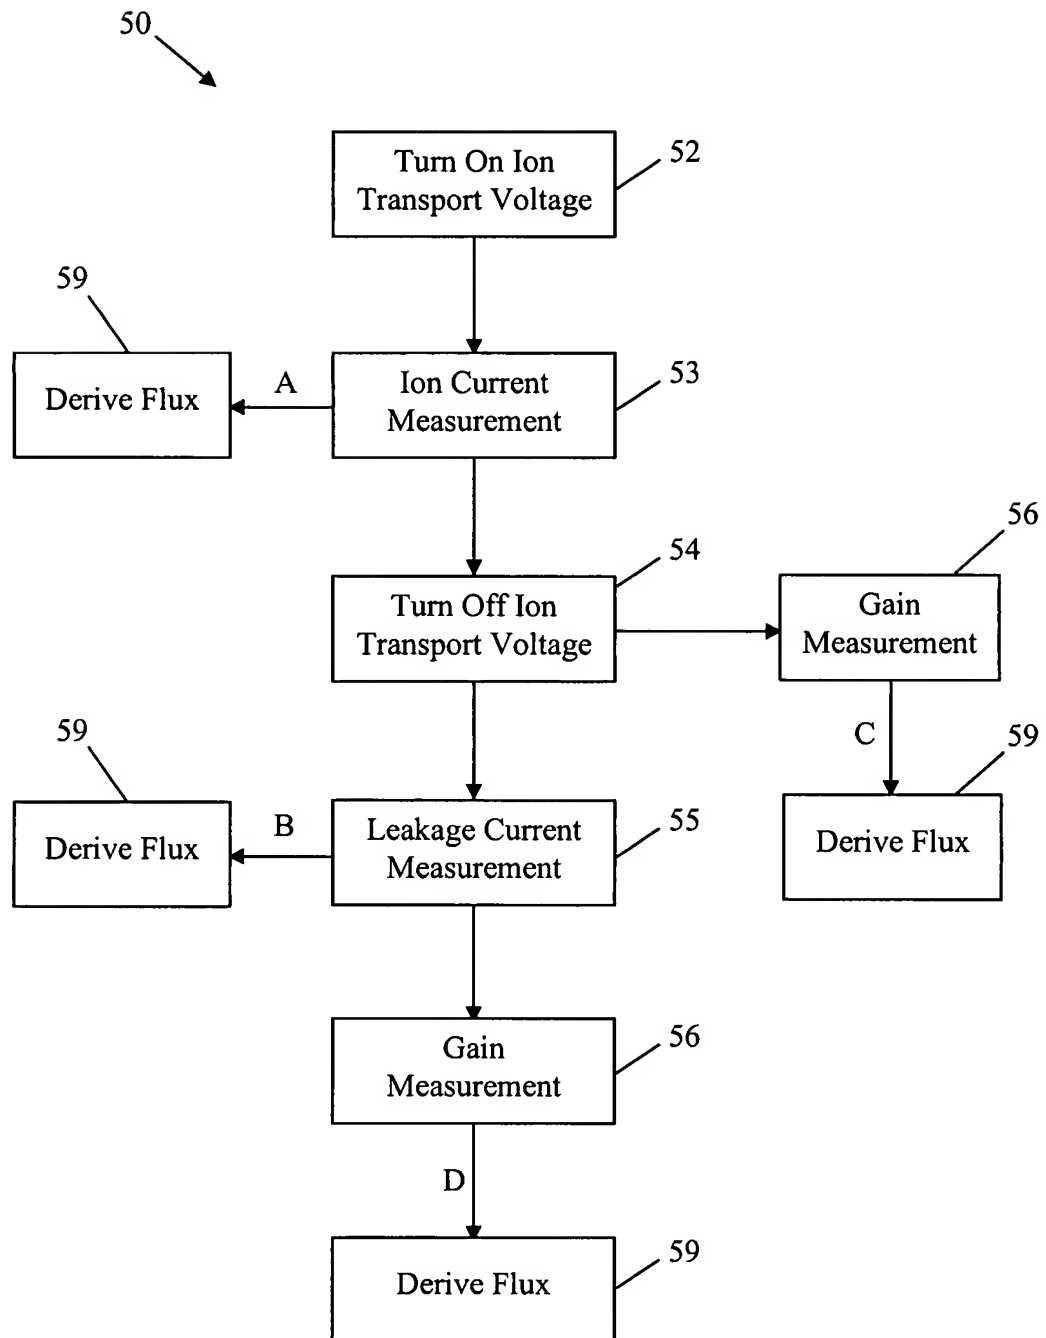 50
Turn On Ion
Transport Voltage
52
59
Derive Flux
A
Ion Current
Measurement
53
54
Turn Off Ion
Transport Voltage
56
Gain
Measurement
C
59
Derive Flux
59
Derive Flux
B
Leakage Current
Measurement
55
Gain
Measurement
56
D
Derive Flux
59